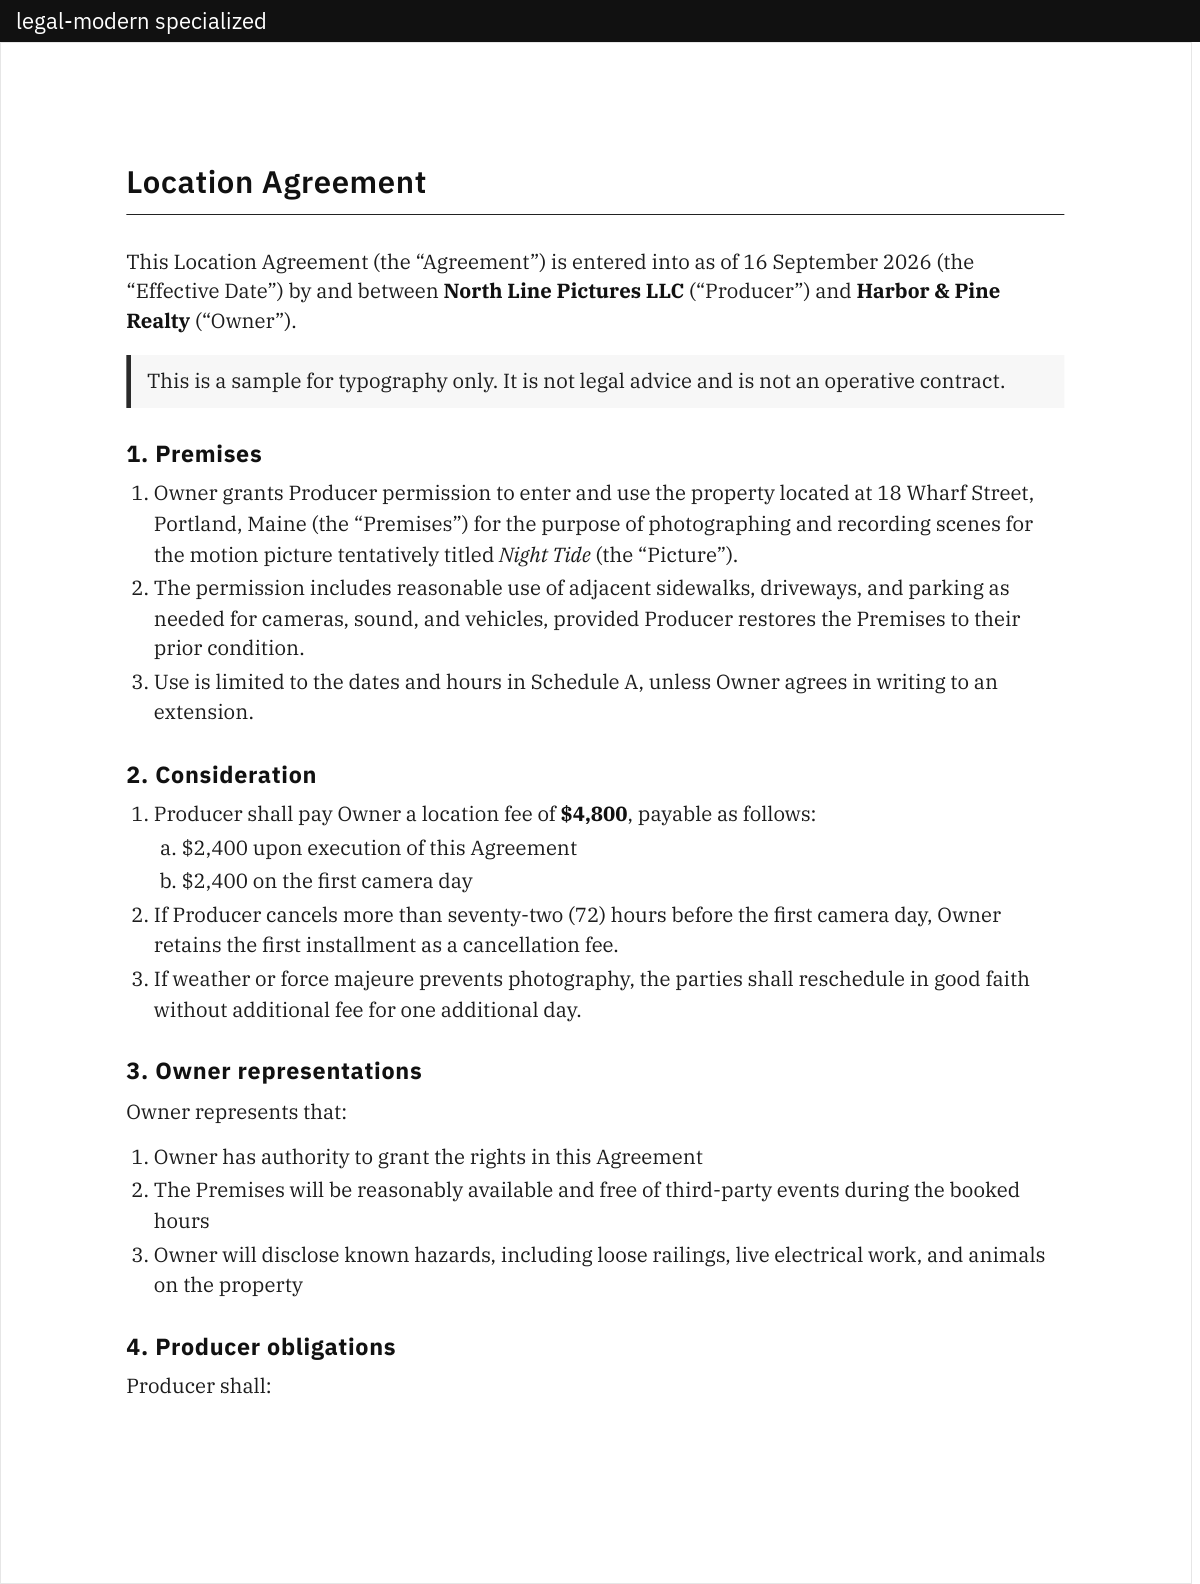 legal-modern specialized
Location Agreement
This Location Agreement (the “Agreement”) is entered into as of 16 September 2026 (the
“Effective Date”) by and between North Line Pictures LLC (“Producer”) and Harbor & Pine
Realty (“Owner”).
This is a sample for typography only. It is not legal advice and is not an operative contract.
1. Premises
1. Owner grants Producer permission to enter and use the property located at 18 Wharf Street,
Portland, Maine (the “Premises”) for the purpose of photographing and recording scenes for
the motion picture tentatively titled Night Tide (the “Picture”).
2. The permission includes reasonable use of adjacent sidewalks, driveways, and parking as
needed for cameras, sound, and vehicles, provided Producer restores the Premises to their
prior condition.
3. Use is limited to the dates and hours in Schedule A, unless Owner agrees in writing to an
extension.
2. Consideration
1. Producer shall pay Owner a location fee of $4,800, payable as follows:
a. $2,400 upon execution of this Agreement
b. $2,400 on the first camera day
2. If Producer cancels more than seventy-two (72) hours before the first camera day, Owner
retains the first installment as a cancellation fee.
3. If weather or force majeure prevents photography, the parties shall reschedule in good faith
without additional fee for one additional day.
3. Owner representations
Owner represents that:
1. Owner has authority to grant the rights in this Agreement
2. The Premises will be reasonably available and free of third-party events during the booked
hours
3. Owner will disclose known hazards, including loose railings, live electrical work, and animals
on the property
4. Producer obligations
Producer shall: